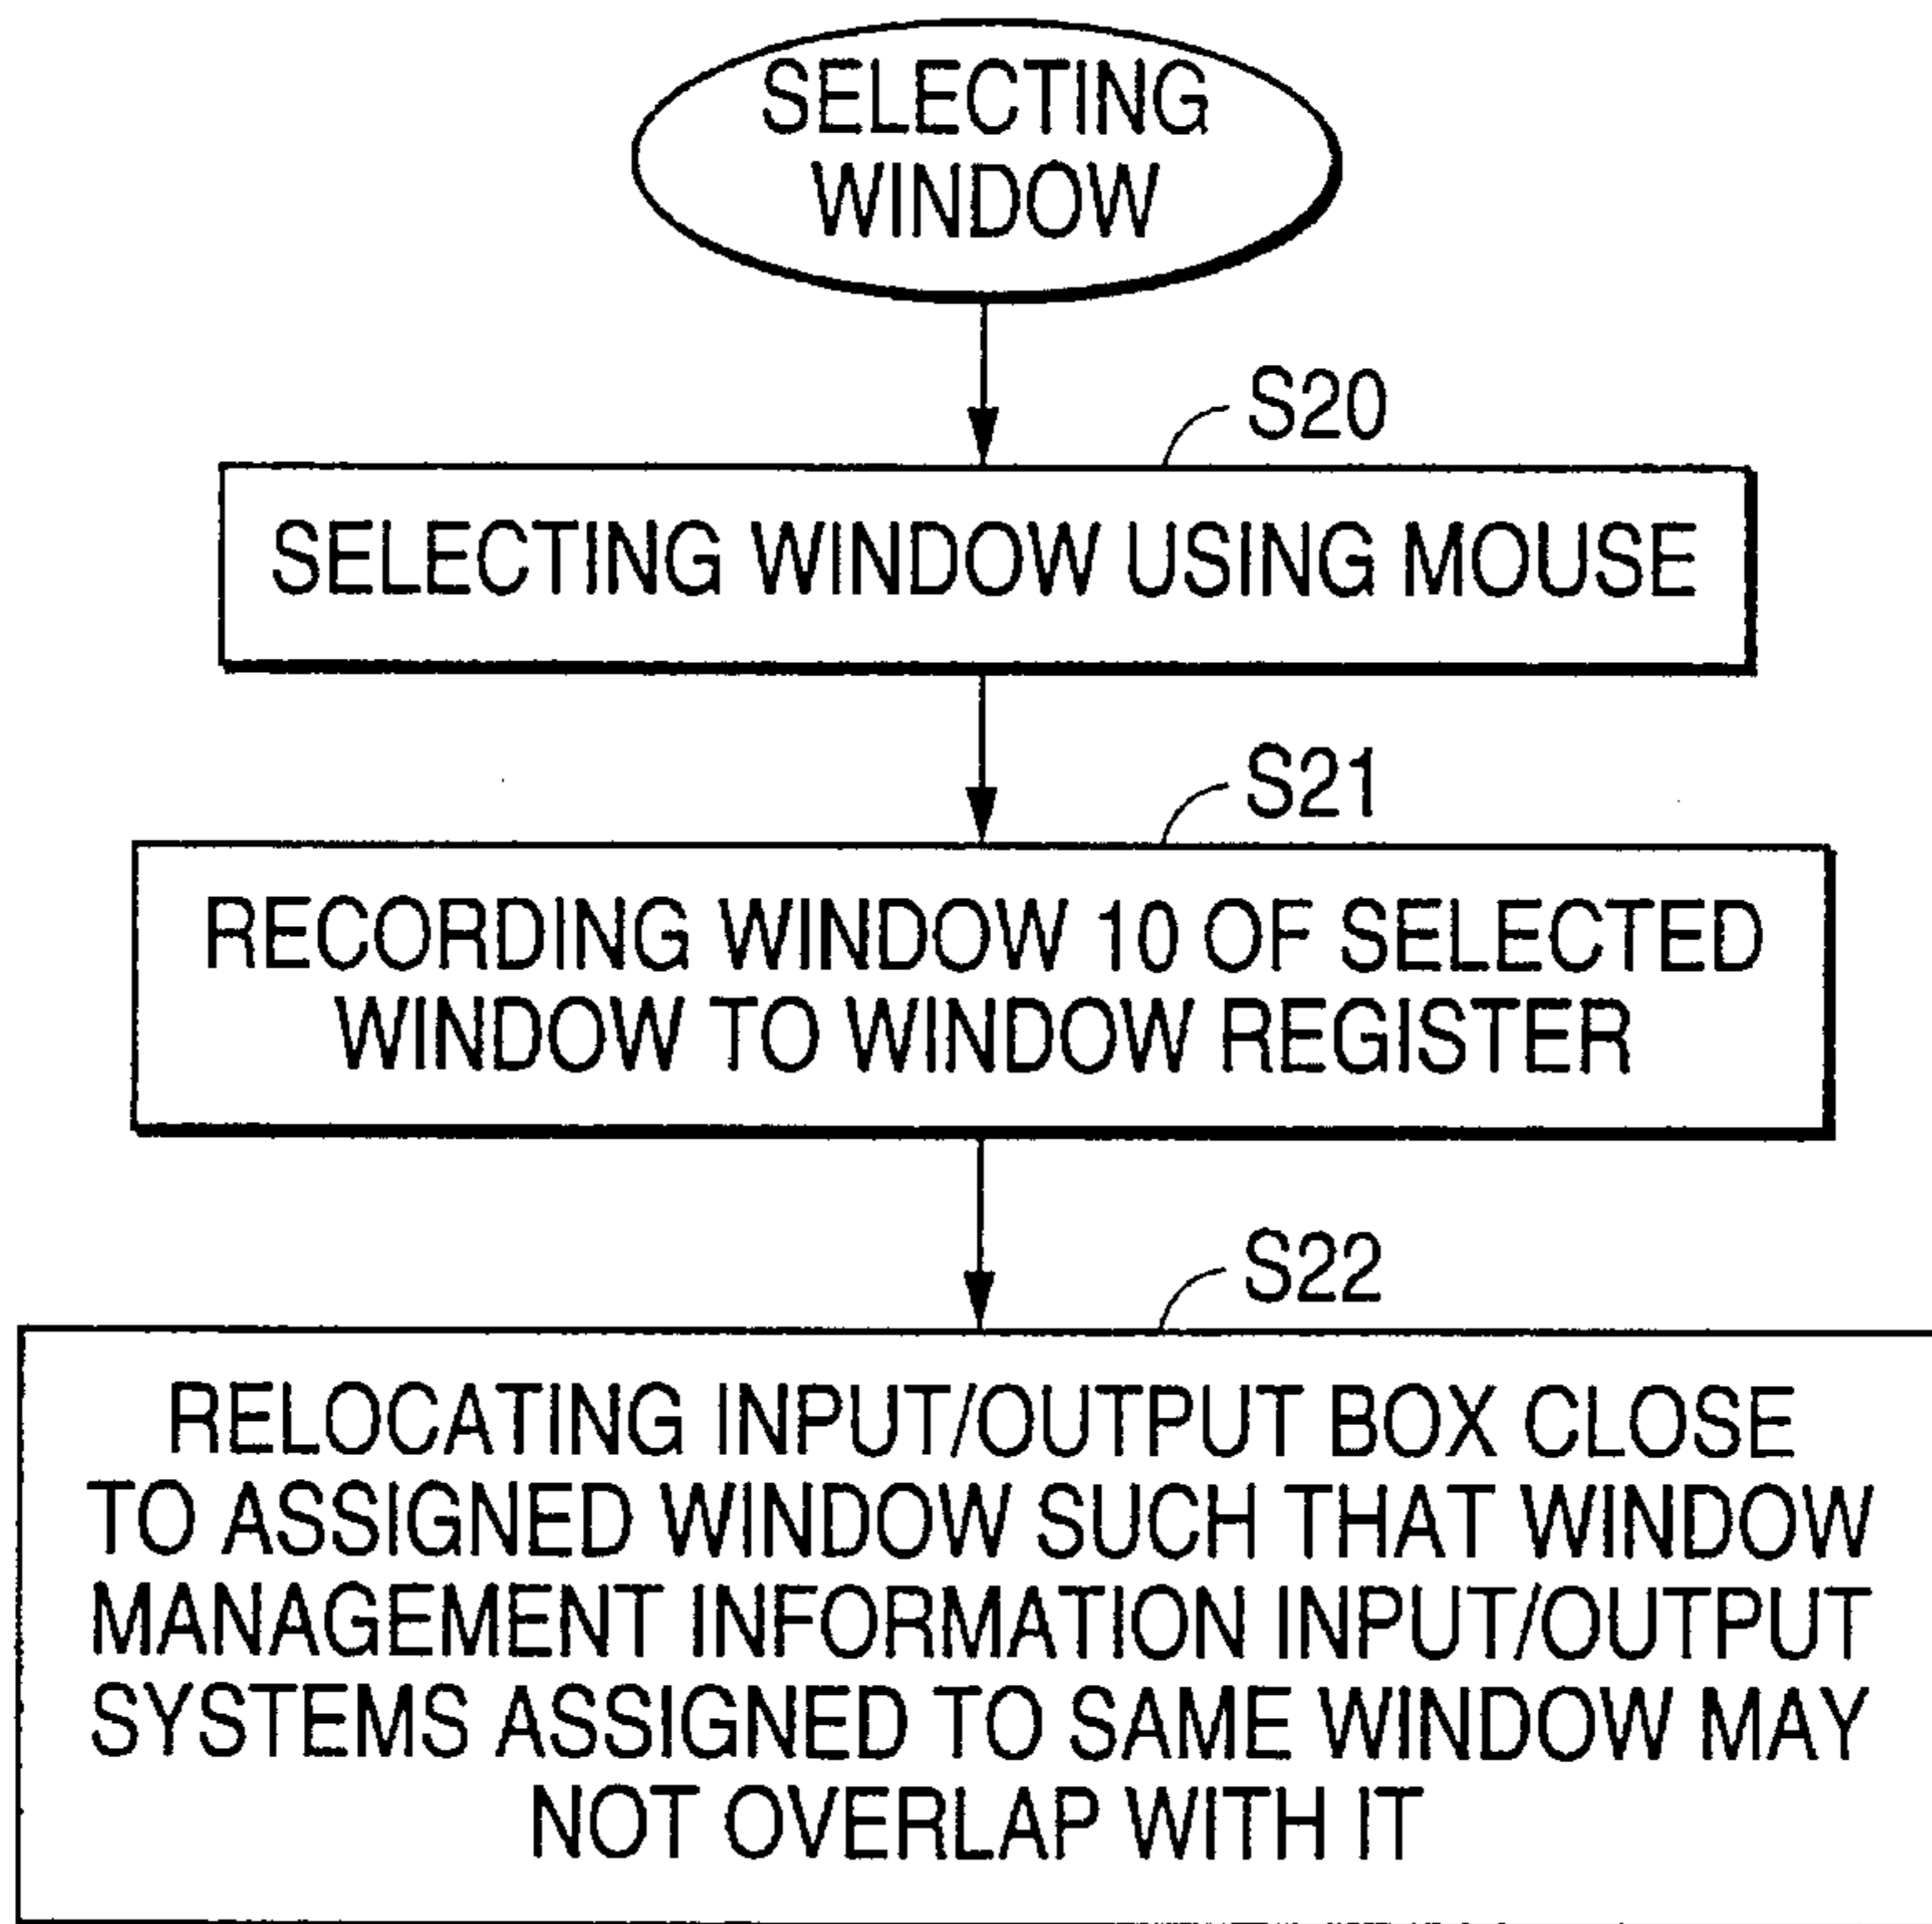 SELECTING
WINDOW
S20
SELECTING WINDOW USING MOUSE
S21
RECORDING WINDOW 10 OF SELECTED
WINDOW TO WINDOW REGISTER
S22
RELOCATING INPUT/OUTPUT BOX CLOSE
TO ASSIGNED WINDOW SUCH THAT WINDOW
MANAGEMENT INFORMATION INPUT/OUTPUT
SYSTEMS ASSIGNED TO SAME WINDOW MAY
NOT OVERLAP WITH IT